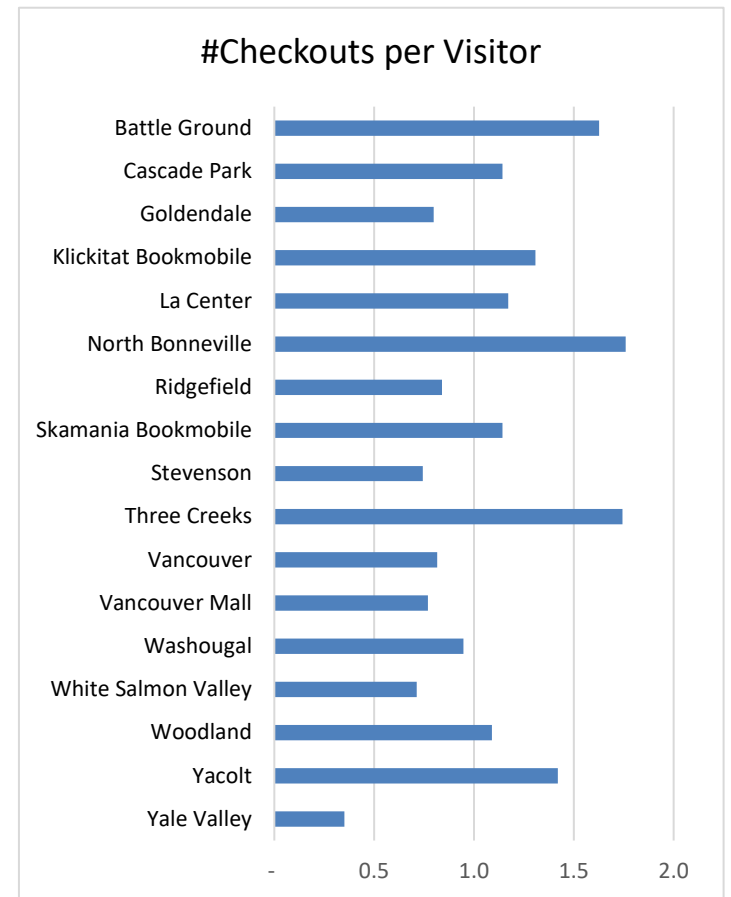 #Checkouts per Visitor
Battle Ground
Cascade Park
Goldendale
Klickitat Bookmobile
La Center
North Bonneville
Ridgefield
Skamania Bookmobile
Stevenson
Three Creeks
Vancouver
Vancouver Mall
Washougal
White Salmon Valley
Woodland
Yacolt
Yale Valley
- 0.5 1.0 1.5 2.0